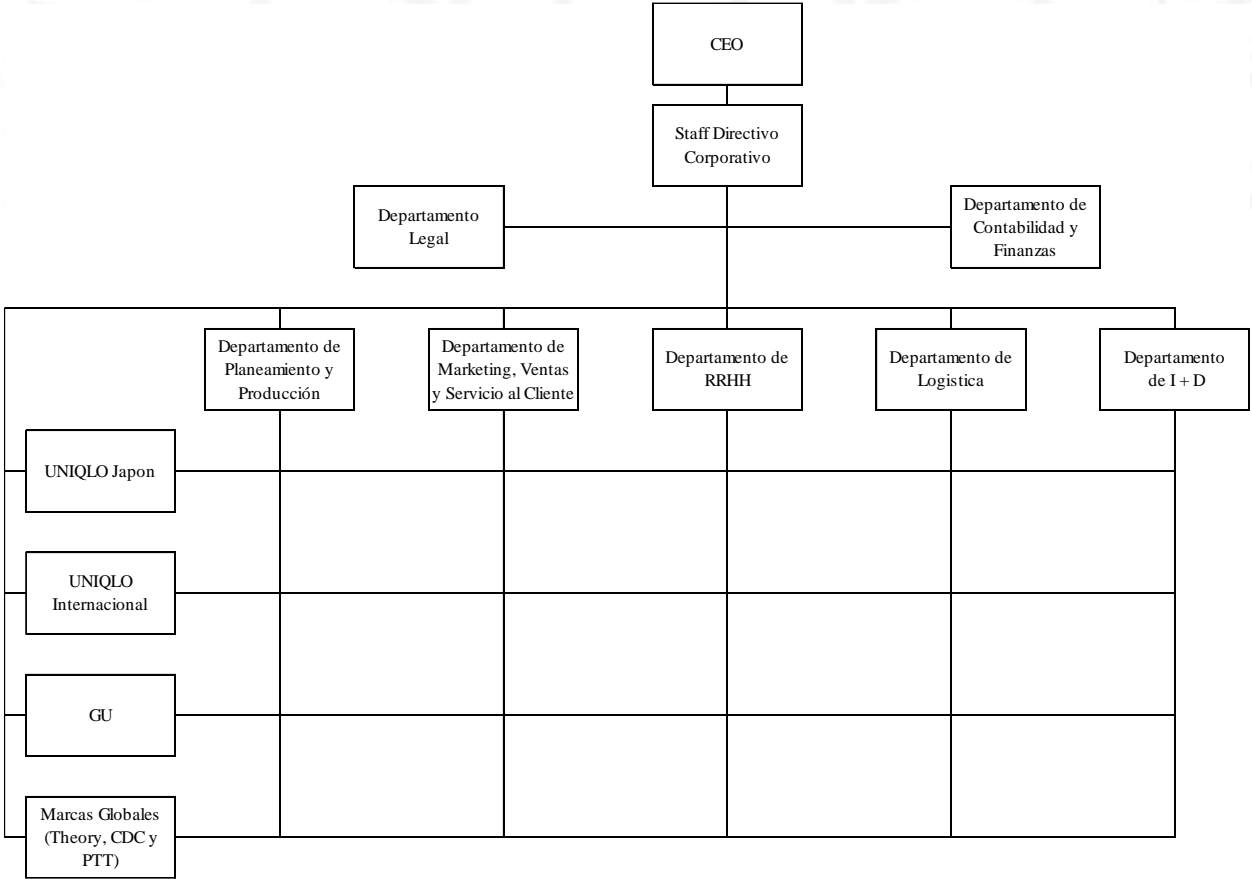 CEO
Staff Directivo
Corporativo
Departamento
Legal
Departamento de
Contabilidad y
Finanzas
Departamento de
Planeamiento y
Producción
Departamento de
Marketing, Ventas
y Servicio al Cliente
Departamento de
RRHH
Departamento de
Logistica
Departamento
de I + D
UNIQLO Japon
UNIQLO
Internacional
GU
Marcas Globales
(Theory, CDC y
PTT)